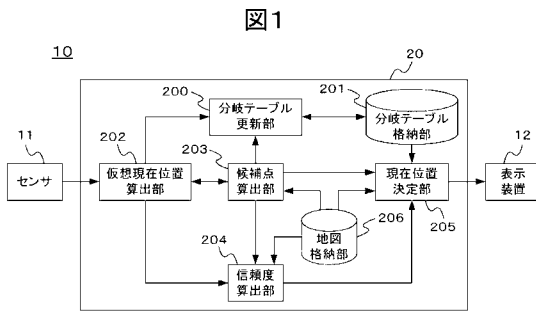 図1
10
20
200
分岐テーブル
更新部
201
分岐テーブル
格納部
11
センサ
202
仮想現在位置
算出部
203
候補点
算出部
現在位置
決定部
205
12
表示
装置
206
地図
格納部
204
信頼度
算出部